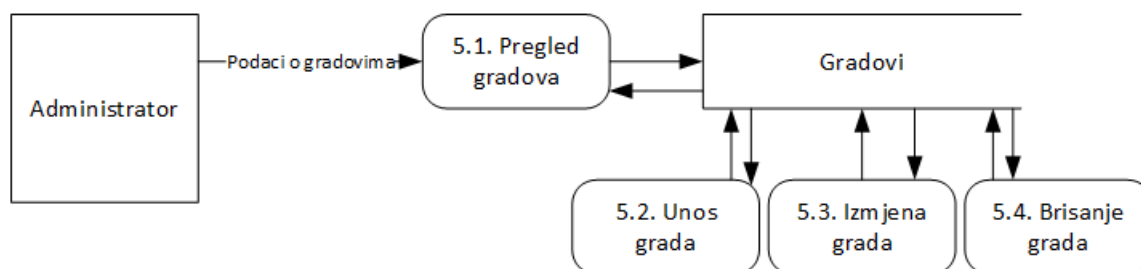 Administrator
Podaci o gradovima
5.1. Pregled
gradova
Gradovi
5.2. Unos
grada
5.3. Izmjena
grada
5.4. Brisanje
grada